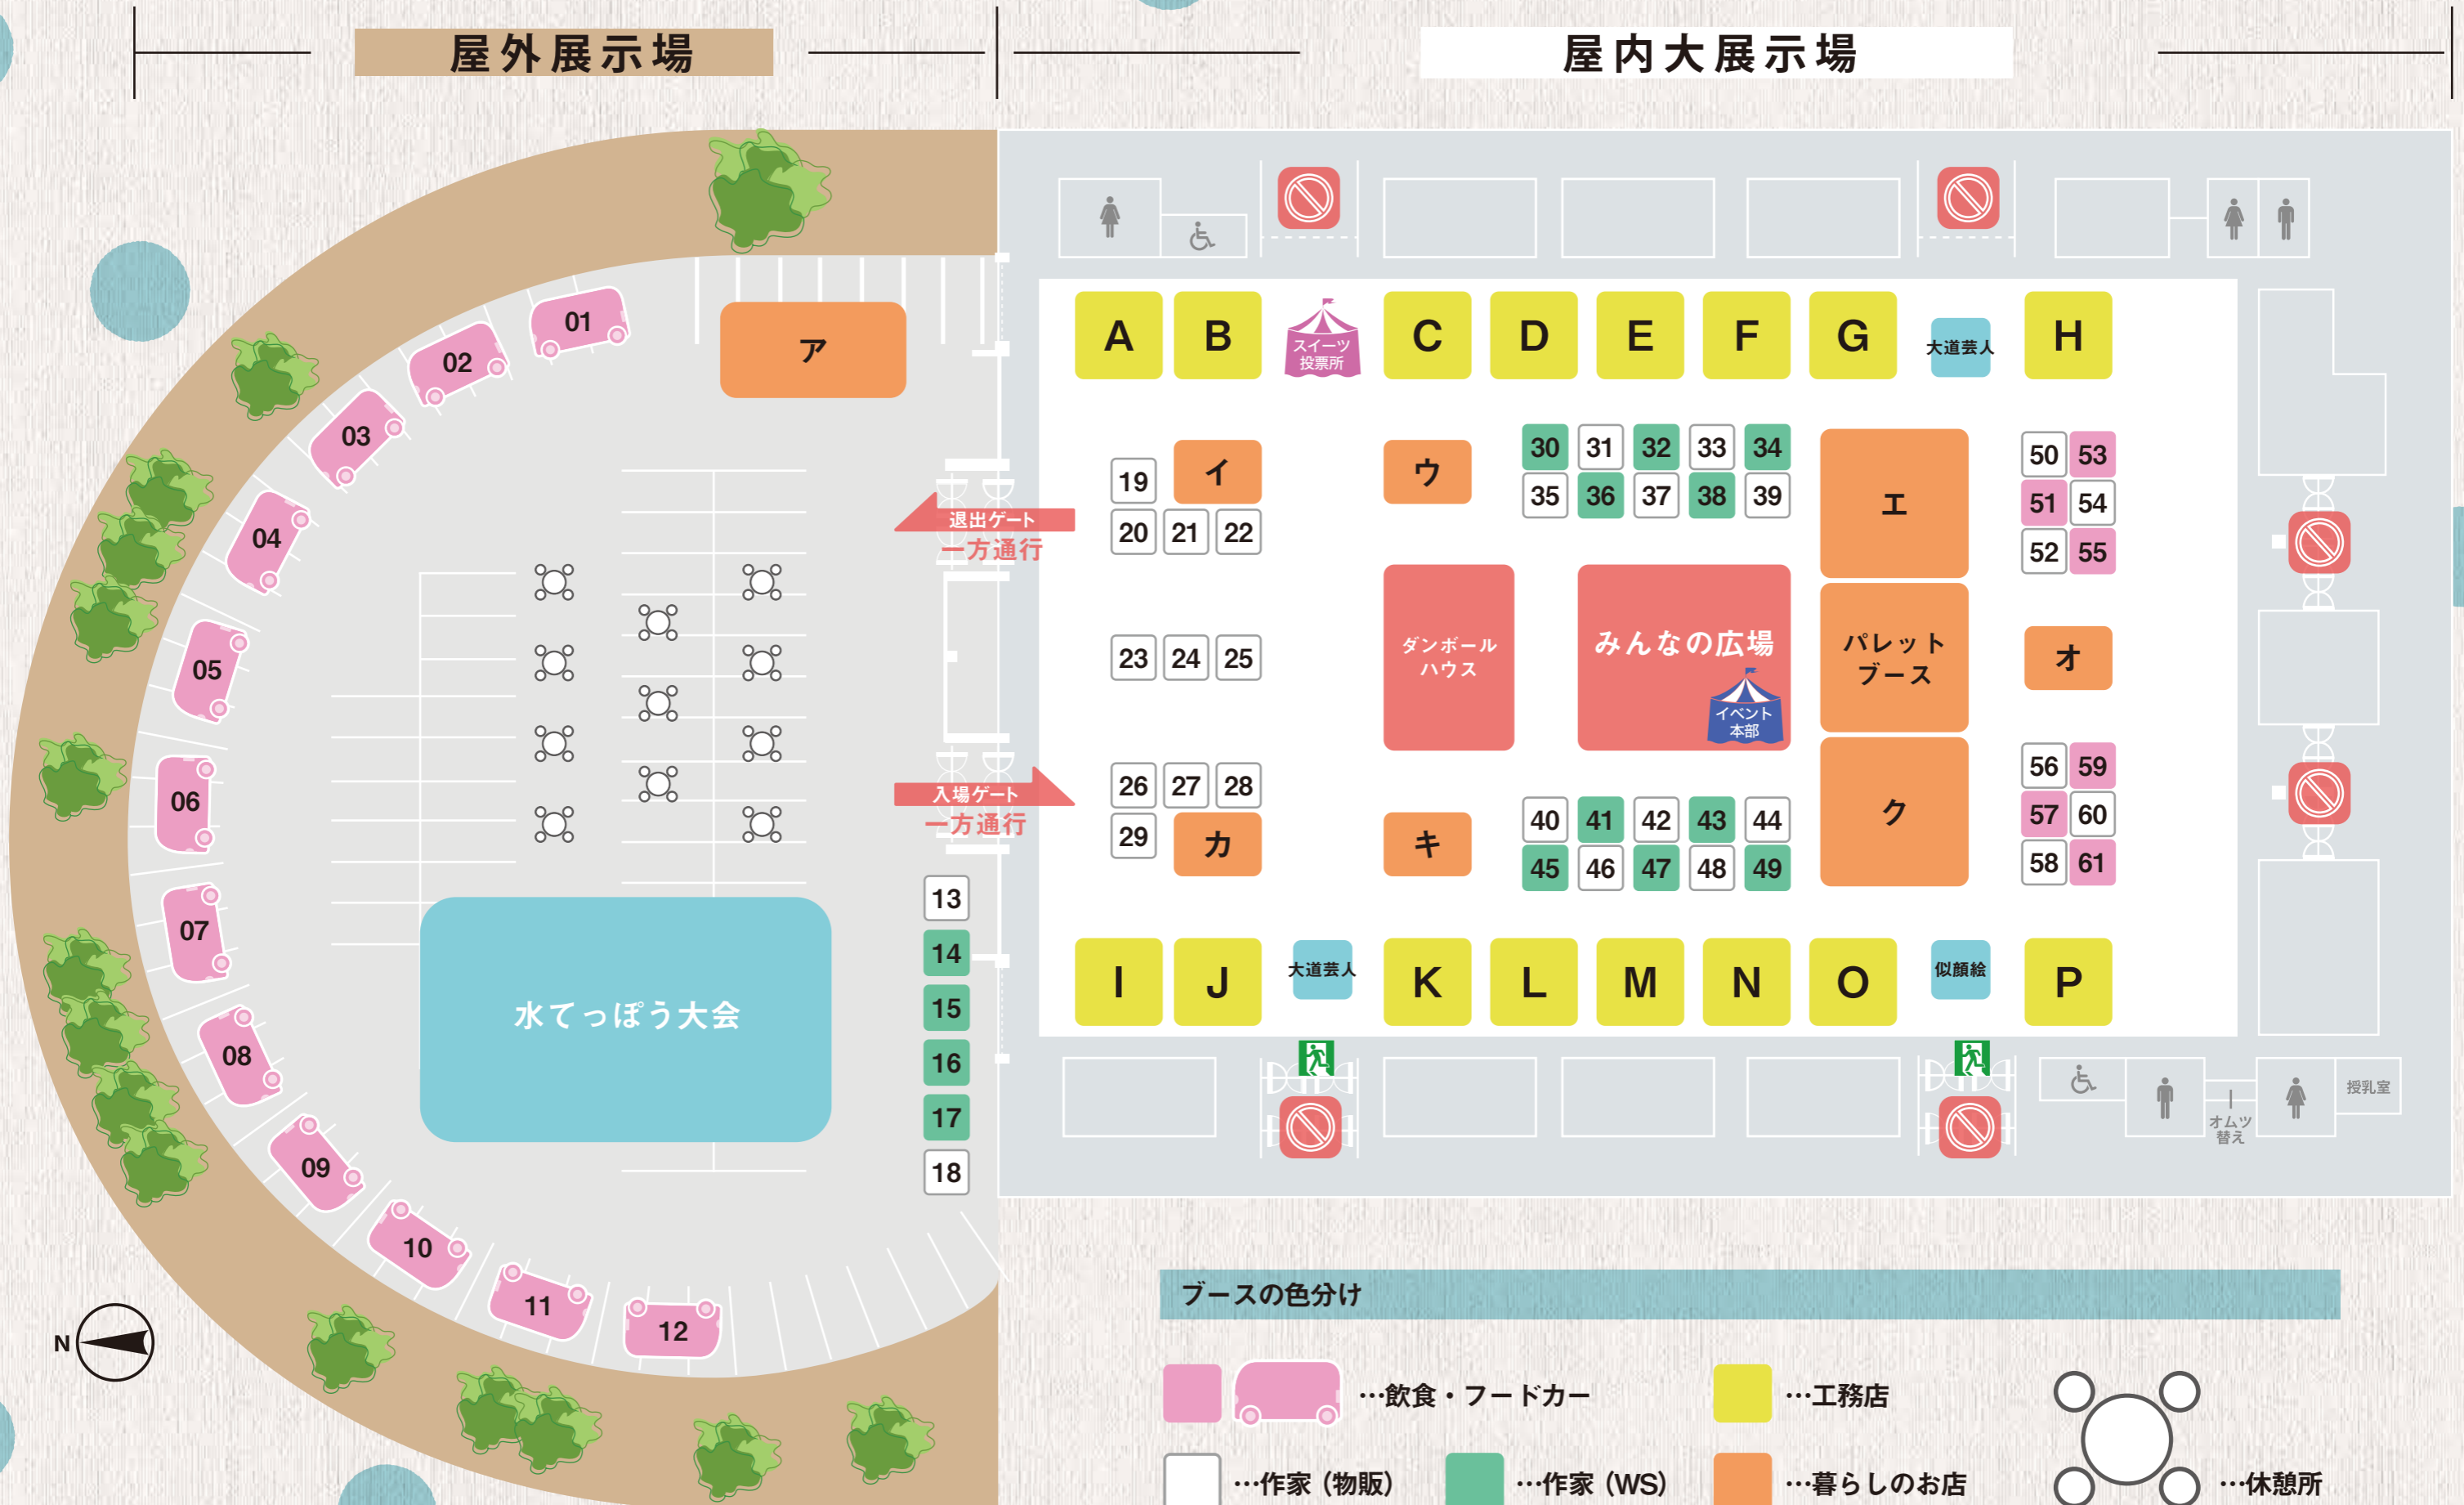 屋外展示場
屋内大展示場
01
02
03
04
05
06
07
08
09
10
11
12
ア
退出ゲート
一方通行
入場ゲート
一方通行
水てっぽう大会
13
14
15
16
17
18
N
A B
スイーツ
投票所
C D E F G
大道芸人
H
19
イ
20 21 22
23 24 25
26 27 28
29
カ
ウ
30 31 32 33 34
35 36 37 38 39
ダンボール
ハウス
みんなの広場
イベント
本部
エ
パレット
ブース
ク
キ
40 41 42 43 44
45 46 47 48 49
50 53
51 54
52 55
オ
56 59
57 60
58 61
I J
大道芸人
K L M N O
似顔絵
P
オムツ
替え
授乳室
ブースの色分け
…飲食・フードカー
…工務店
…作家（物販）
…作家（WS）
…暮らしのお店
…休憩所